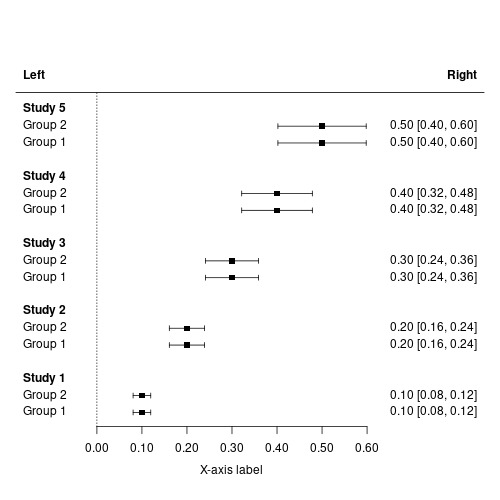 Left Right
Study 5
Group 2 0.50 [0.40, 0.60]
Group 1 0.50 [0.40, 0.60]
Study 4
Group 2 0.40 [0.32, 0.48]
Group 1 0.40 [0.32, 0.48]
Study 3
Group 2 0.30 [0.24, 0.36]
Group 1 0.30 [0.24, 0.36]
Study 2
Group 2 0.20 [0.16, 0.24]
Group 1 0.20 [0.16, 0.24]
Study 1
Group 2 0.10 [0.08, 0.12]
Group 1 0.10 [0.08, 0.12]
0.00 0.10 0.20 0.30 0.40 0.50 0.60
X-axis label